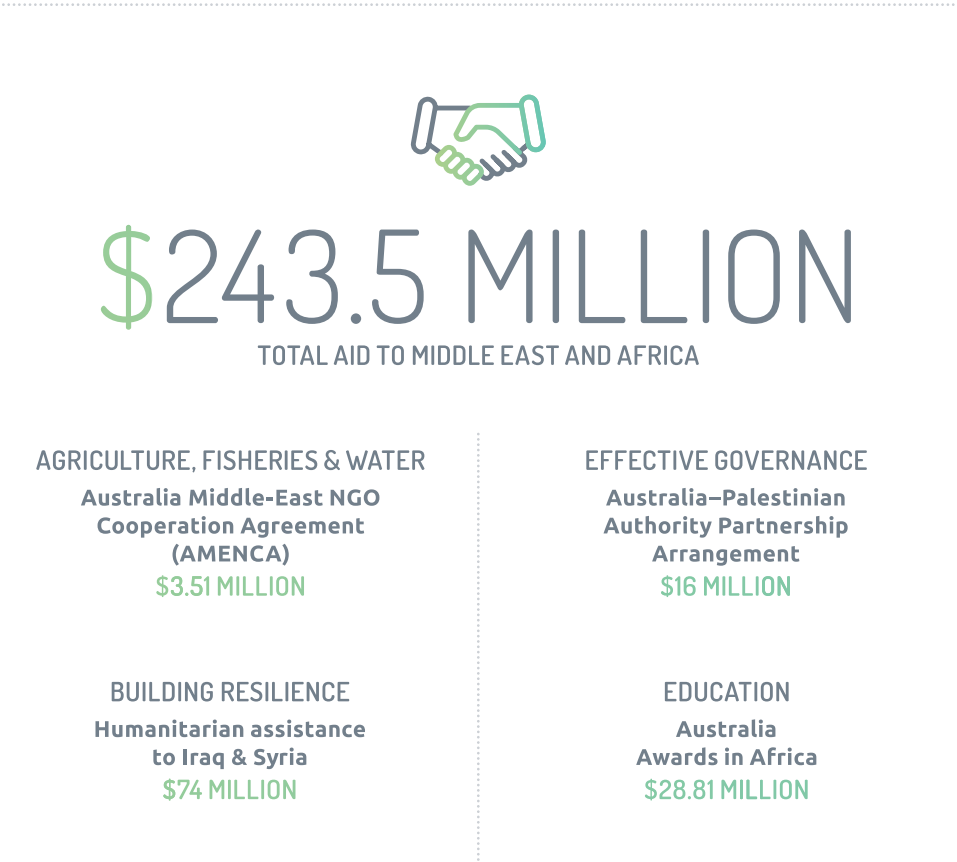 $243.5 MILLION
TOTAL AID TO MIDDLE EAST AND AFRICA
AGRICULTURE, FISHERIES & WATER
Australia Middle-East NGO
Cooperation Agreement
(AMENCA)
$3.51 MILLION
EFFECTIVE GOVERNANCE
Australia–Palestinian
Authority Partnership
Arrangement
$16 MILLION
BUILDING RESILIENCE
Humanitarian assistance
to Iraq & Syria
$74 MILLION
EDUCATION
Australia
Awards in Africa
$28.81 MILLION